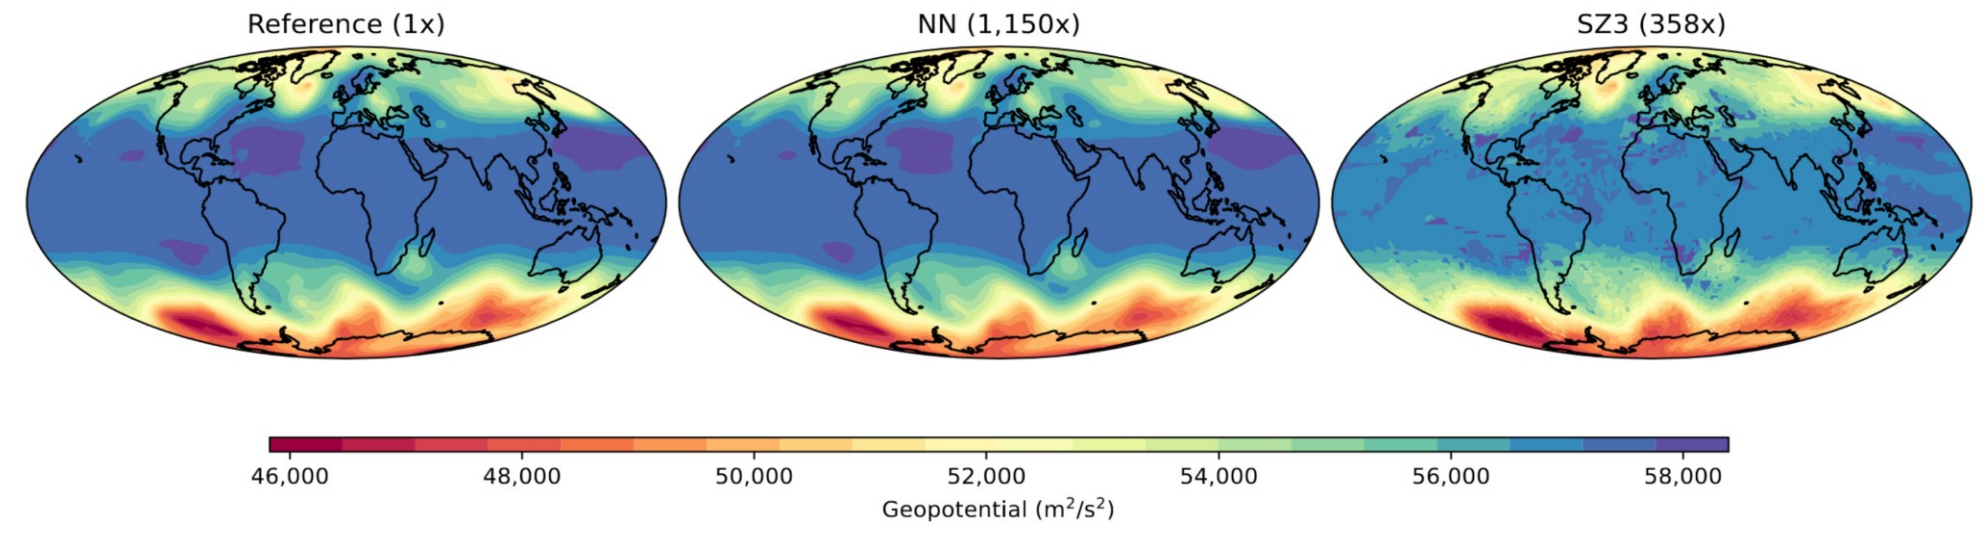 Reference (1x)
NN (1,150x)
SZ3 (358x)
46,000 48,000 50,000 52,000 54,000 56,000 58,000
Geopotential (m²/s²)